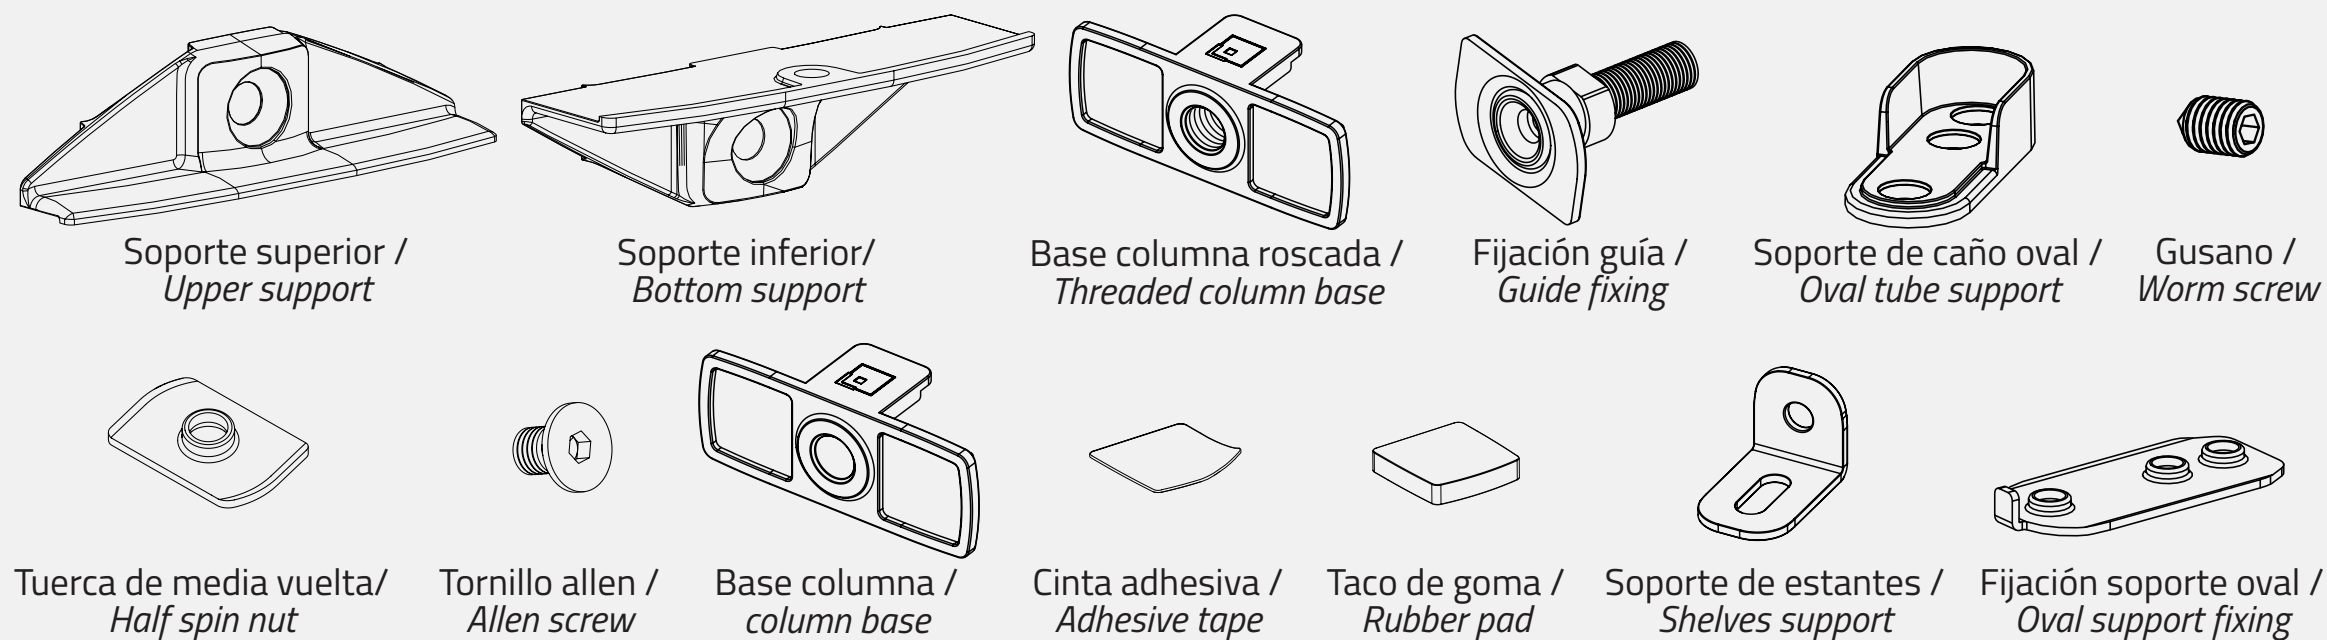 Soporte superior /
Upper support
Soporte inferior/
Bottom support
Base columna roscada /
Threaded column base
Fijación guía /
Guide fixing
Soporte de caño oval /
Oval tube support
Gusano /
Worm screw
Tuerca de media vuelta/
Half spin nut
Tornillo allen /
Allen screw
Base columna /
column base
Cinta adhesiva /
Adhesive tape
Taco de goma /
Rubber pad
Soporte de estantes /
Shelves support
Fijación soporte oval /
Oval support fixing